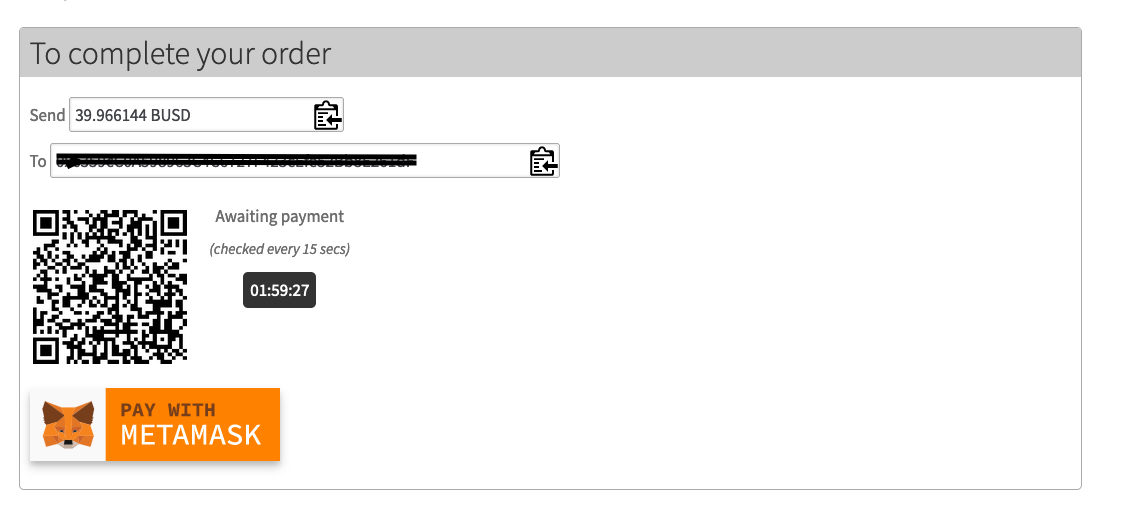 To complete your order
Send 39.966144 BUSD
To
Awaiting payment
(checked every 15 secs)
01:59:27
PAY WITH
METAMASK